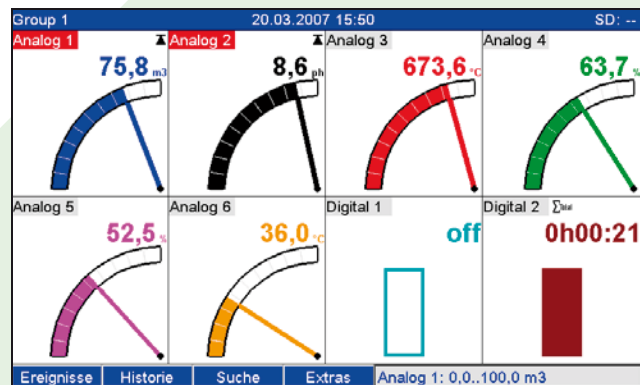 Group 1 20.03.2007 15:50 SD: --
Analog 1 Analog 2 Analog 3 Analog 4
75,8 m3 8,6 ph 673,6 °C 63,7 %
Analog 5 Analog 6 Digital 1 Digital 2 ΣTotal
52,5 % 36,0 °C off 0h00:21
Ereignisse Historie Suche Extras Analog 1: 0,0..100,0 m3